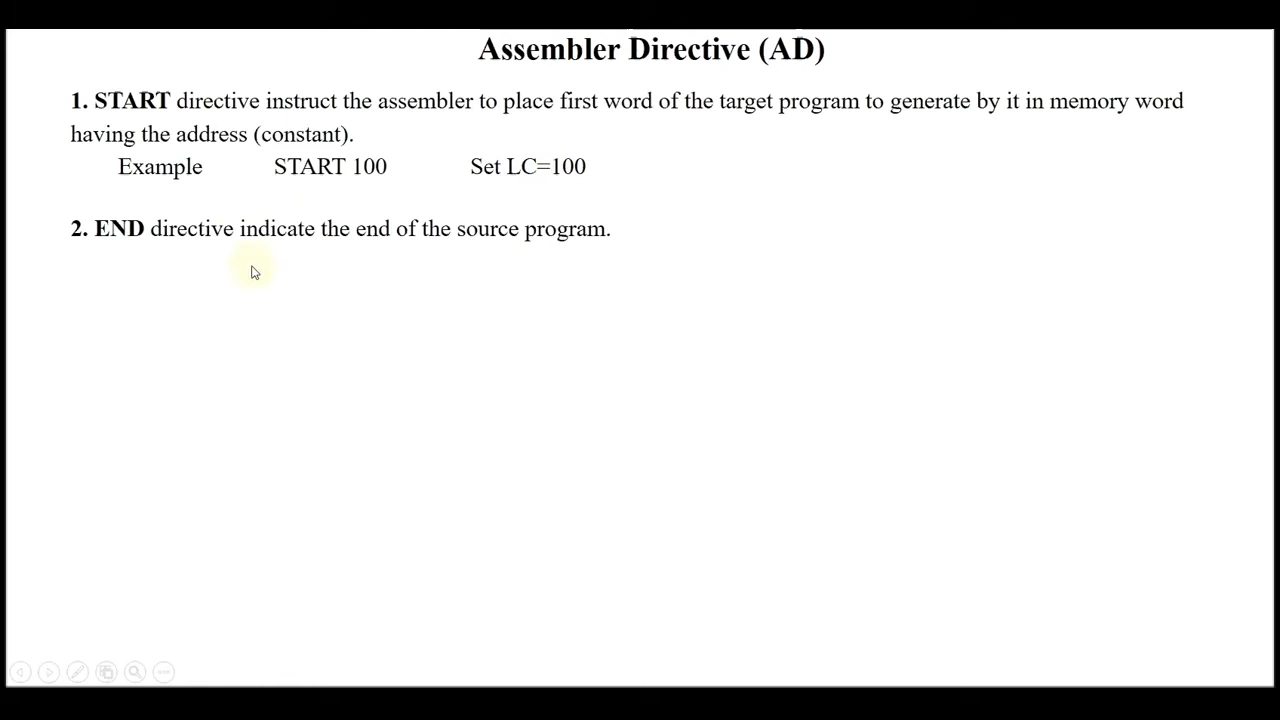 Assembler Directive (AD)
1. START directive instruct the assembler to place first word of the target program to generate by it in memory word
having the address (constant).
Example START 100 Set LC=100
2. END directive indicate the end of the source program.